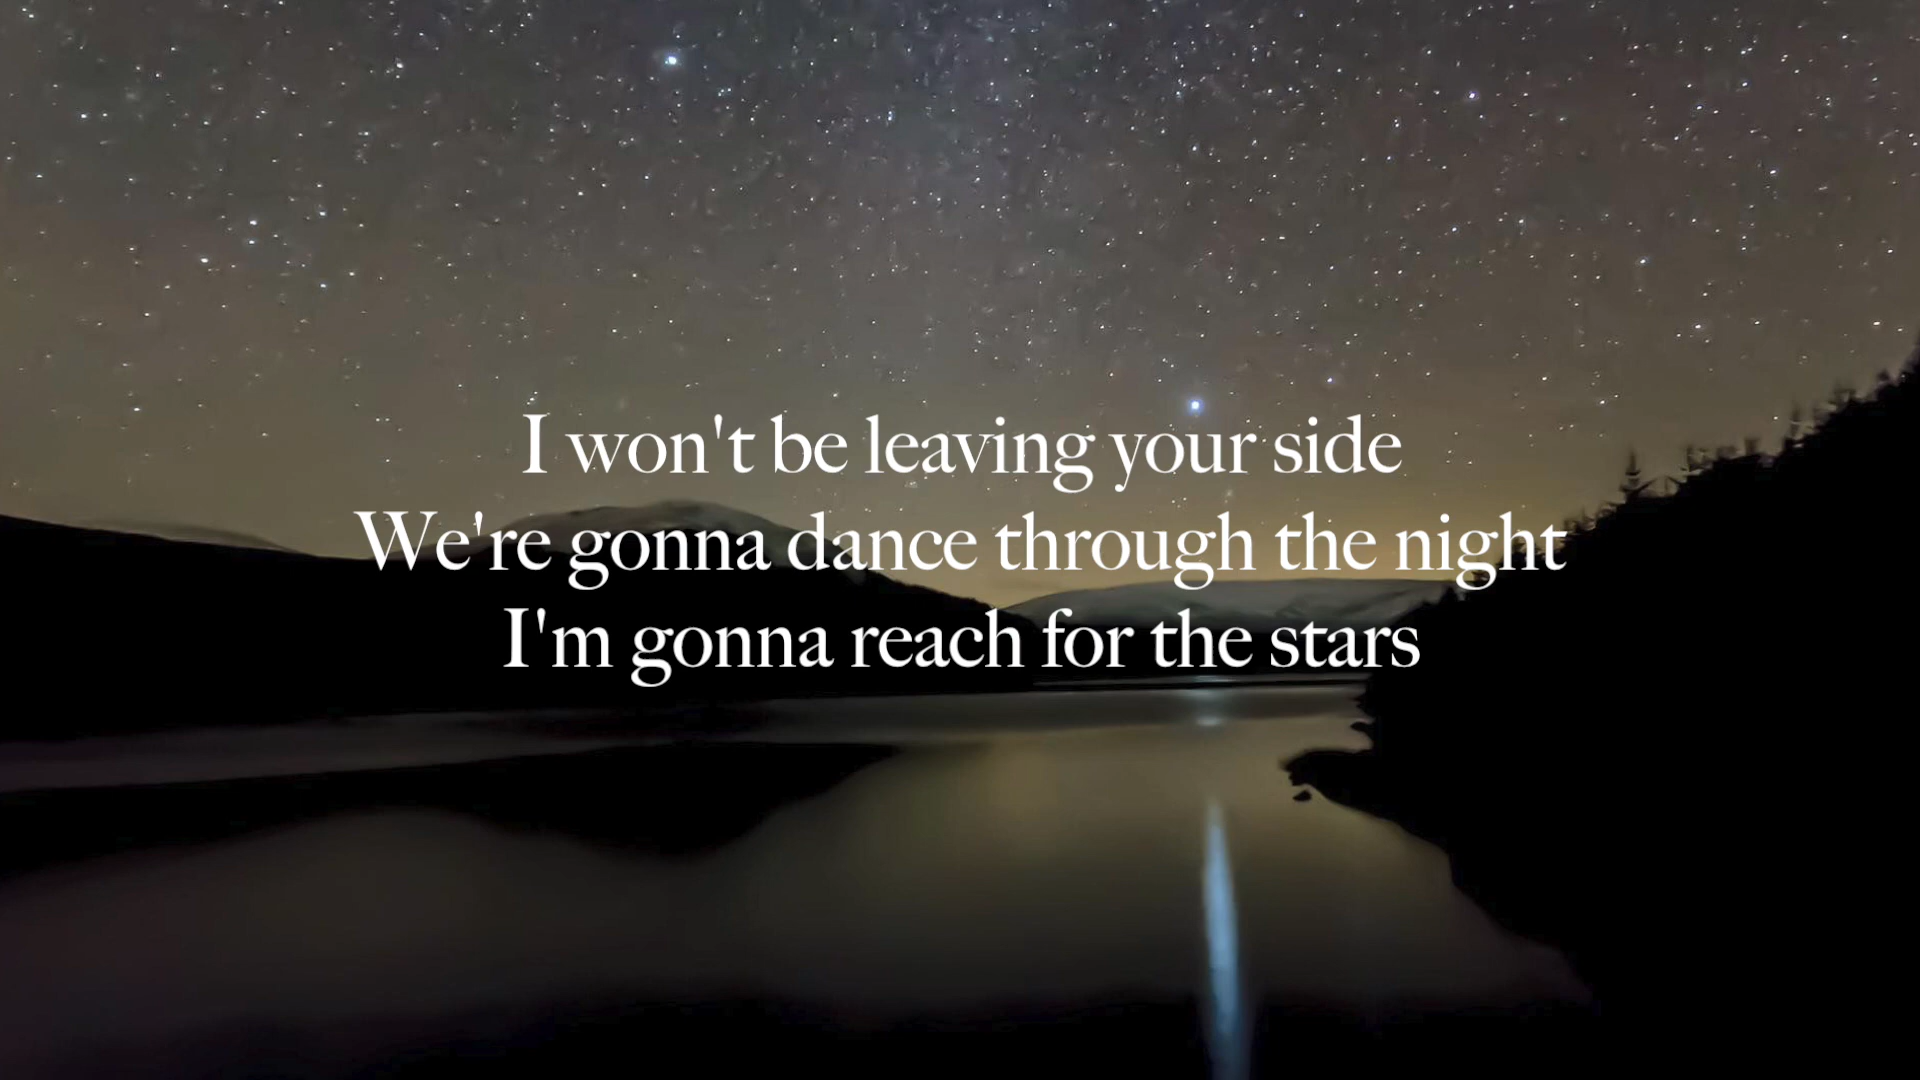 I won't be leaving your side
We're gonna dance through the night
I'm gonna reach for the stars